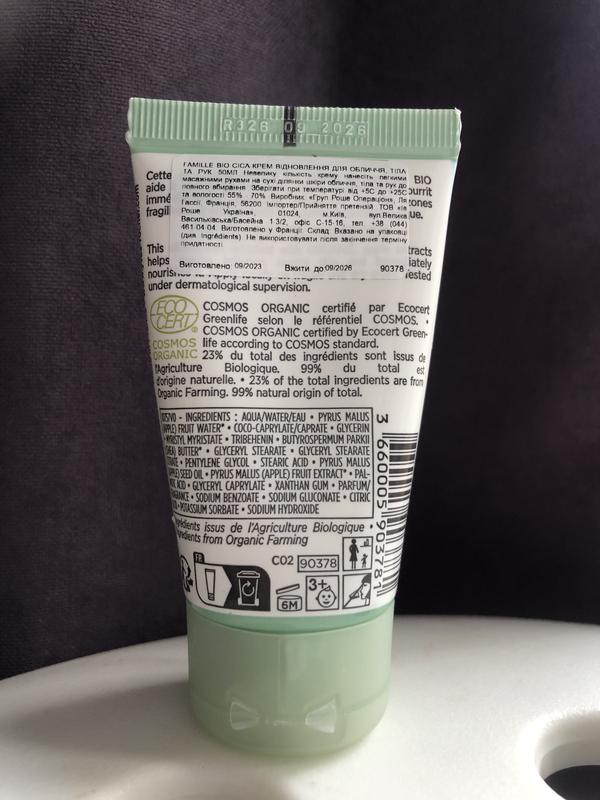 R326 09 2026
FAMILLE BIO CICA КРЕМ ВІДНОВЛЕННЯ ДЛЯ ОБЛИЧЧЯ, ТІЛА
ТА РУК 50МЛ Невелику кількість крему нанесіть легкими
масажними рухами на сухі ділянки шкіри обличчя, тіла та рук до
повного вбирання. Зберігати при температурі від +5С до +25С
та вологості 55% 70% Виробник «Груп Роше Операціон», Ля
Гассі, Франція, 56200 Імпортер/Прийняття претензій ТОВ «Ів
Роше Україна», 01024, м.Київ, вул.Велика
Васильківська/Басейна 1-3/2, офіс С-15-16, тел. +38 (044)
461-04-04. Виготовлено у Франції. Склад: Вказано на упаковці
(див. Ingrédients). Не використовувати після закінчення терміну
придатності.
Виготовлено: 09/2023 Вжити до:09/2026 90378
Cette BIO
aide
immé
fragil ue.
This
helps
under dermatological supervision.
ECO
CERT
COSMOS
ORGANIC
COSMOS ORGANIC certifié par Ecocert
Greenlife selon le référentiel COSMOS. •
COSMOS ORGANIC certified by Ecocert Green-
life according to COSMOS standard.
23% du total des ingrédients sont issus de
l'Agriculture Biologique. 99% du total est
d'origine naturelle. • 23% of the total ingredients are from
Organic Farming. 99% natural origin of total.
INGREDIENTS : AQUA/WATER/EAU • PYRUS MALUS
(APPLE) FRUIT WATER* • COCO-CAPRYLATE/CAPRATE • GLYCERIN
• MYRISTYL MYRISTATE • TRIBEHENIN • BUTYROSPERMUM PARKII
(SHEA) BUTTER* • GLYCERYL STEARATE • GLYCERYL STEARATE
• PENTYLENE GLYCOL • STEARIC ACID • PYRUS MALUS
(APPLE) SEED OIL • PYRUS MALUS (APPLE) FRUIT EXTRACT* • PAL-
ACID • GLYCERYL CAPRYLATE • XANTHAN GUM • PARFUM/
FRAGRANCE • SODIUM BENZOATE • SODIUM GLUCONATE • CITRIC
• POTASSIUM SORBATE • SODIUM HYDROXIDE
ingrédients issus de l'Agriculture Biologique •
ingredients from Organic Farming
C02 90378
FR
6M
3+
3 660005 903781